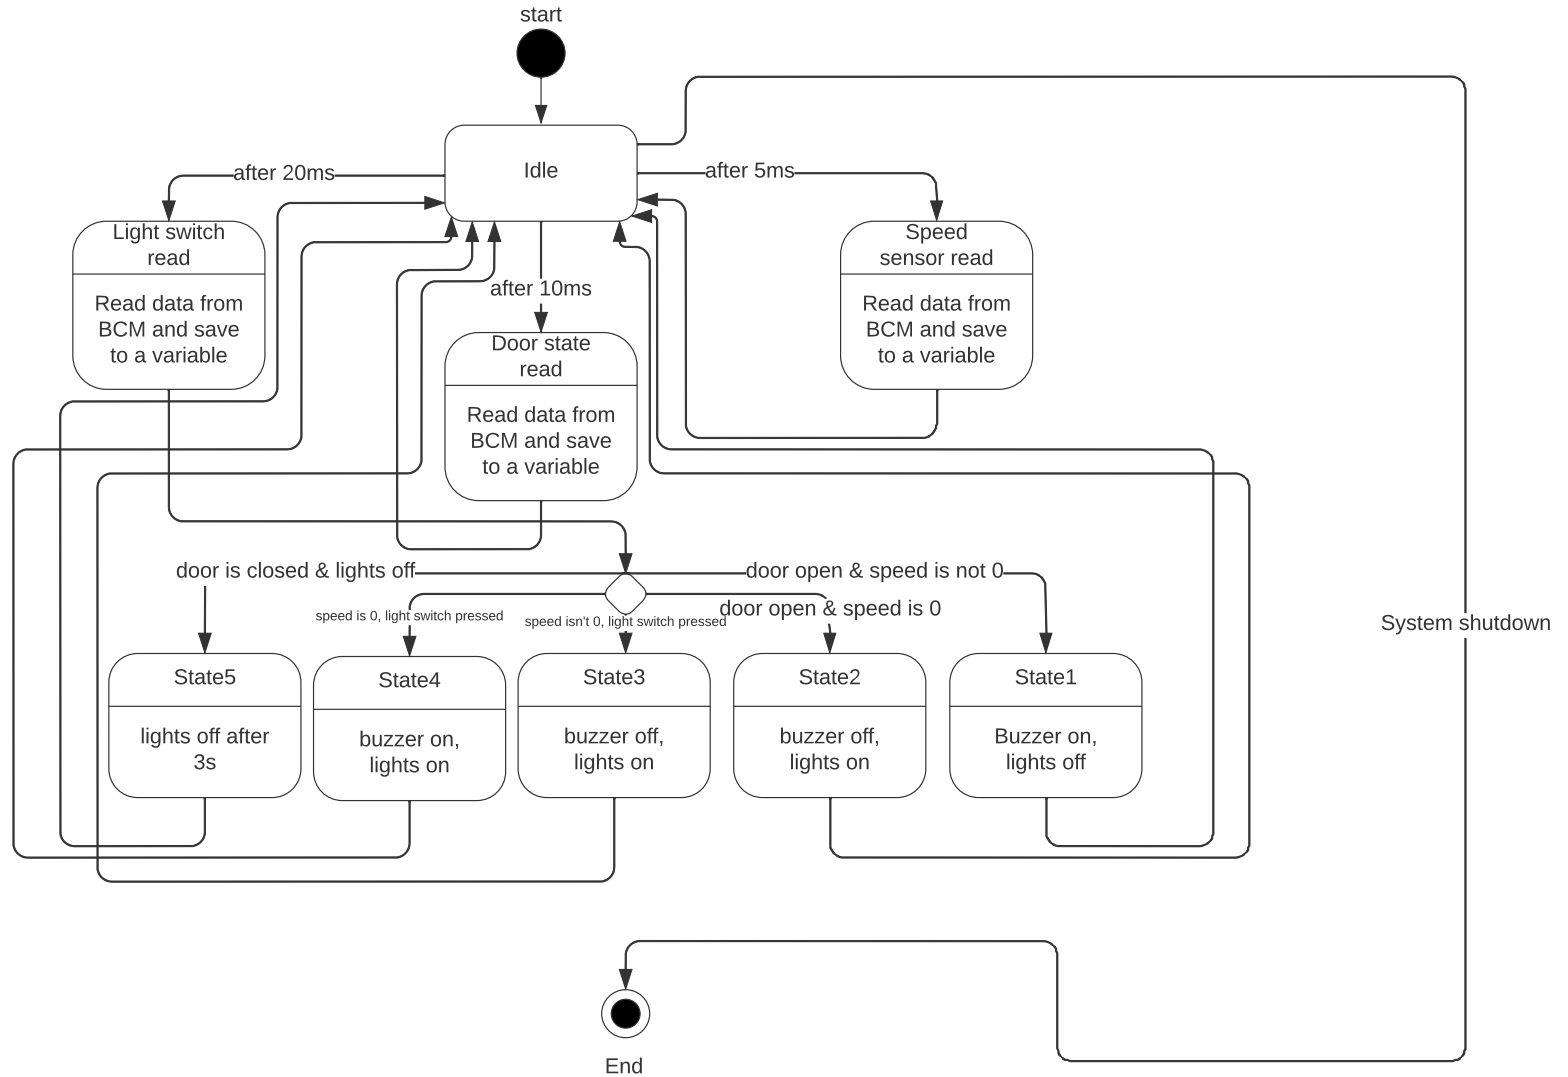 start
Idle
after 20ms
after 5ms
Light switch
read
Read data from
BCM and save
to a variable
Speed
sensor read
Read data from
BCM and save
to a variable
after 10ms
Door state
read
Read data from
BCM and save
to a variable
door is closed & lights off
door open & speed is not 0
speed is 0, light switch pressed
speed isn't 0, light switch pressed
door open & speed is 0
System shutdown
State5
lights off after
3s
State4
buzzer on,
lights on
State3
buzzer off,
lights on
State2
buzzer off,
lights on
State1
Buzzer on,
lights off
End